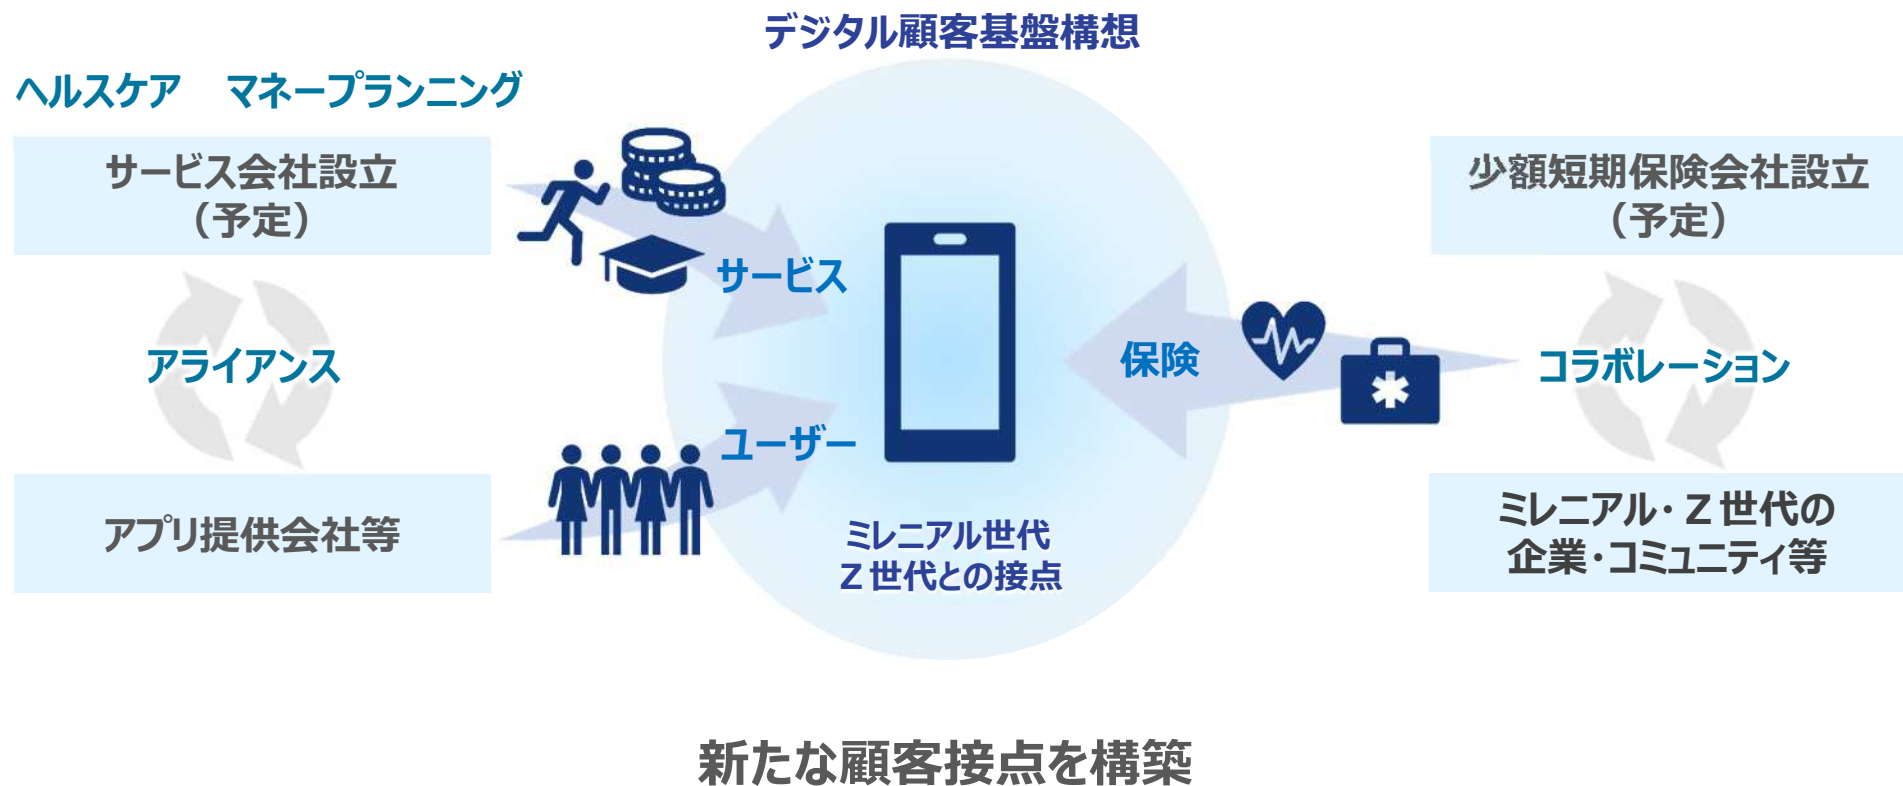 デジタル顧客基盤構想
ヘルスケア　マネープランニング
サービス会社設立
（予定）
アライアンス
アプリ提供会社等
サービス
ユーザー
ミレニアル世代
Z 世代との接点
保険
少額短期保険会社設立
（予定）
コラボレーション
ミレニアル・Z 世代の
企業・コミュニティ等
新たな顧客接点を構築